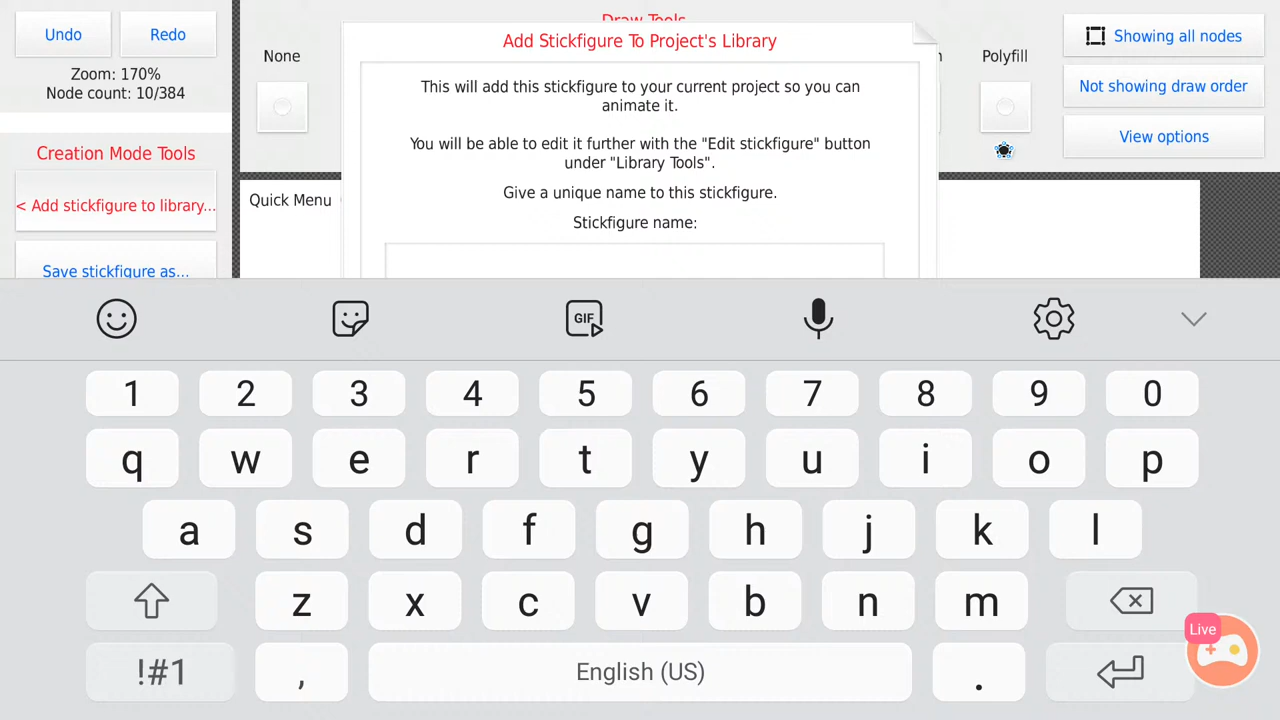 Undo
Redo
Zoom: 170%
Node count: 10/384
Creation Mode Tools
< Add stickfigure to library...
Save stickfigure as...
Draw Tools
None
Polyfill
Showing all nodes
Not showing draw order
View options
Quick Menu
Add Stickfigure To Project's Library
This will add this stickfigure to your current project so you can
animate it.
You will be able to edit it further with the "Edit stickfigure" button
under "Library Tools".
Give a unique name to this stickfigure.
Stickfigure name:
GIF
1 2 3 4 5 6 7 8 9 0
q w e r t y u i o p
a s d f g h j k l
z x c v b n m
Live
!#1 , English (US) .